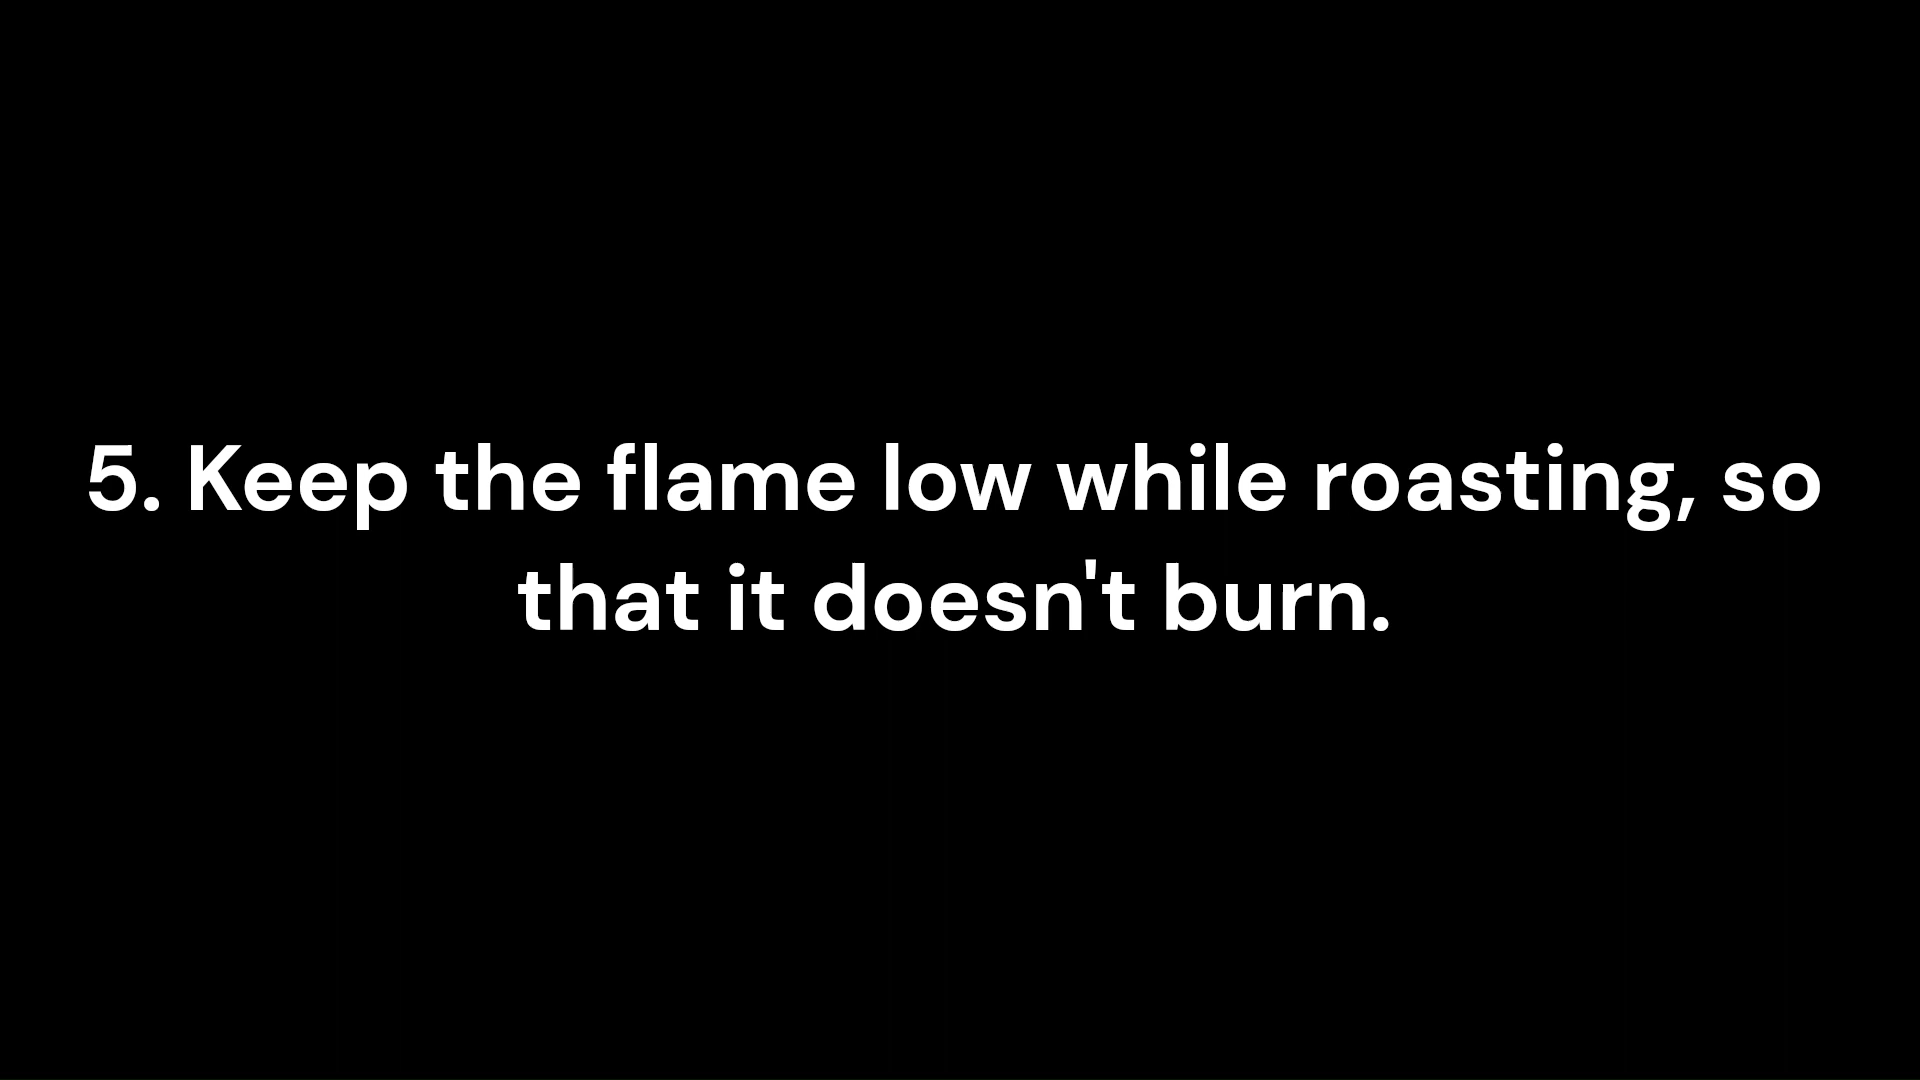 5. Keep the flame low while roasting, so
that it doesn't burn.